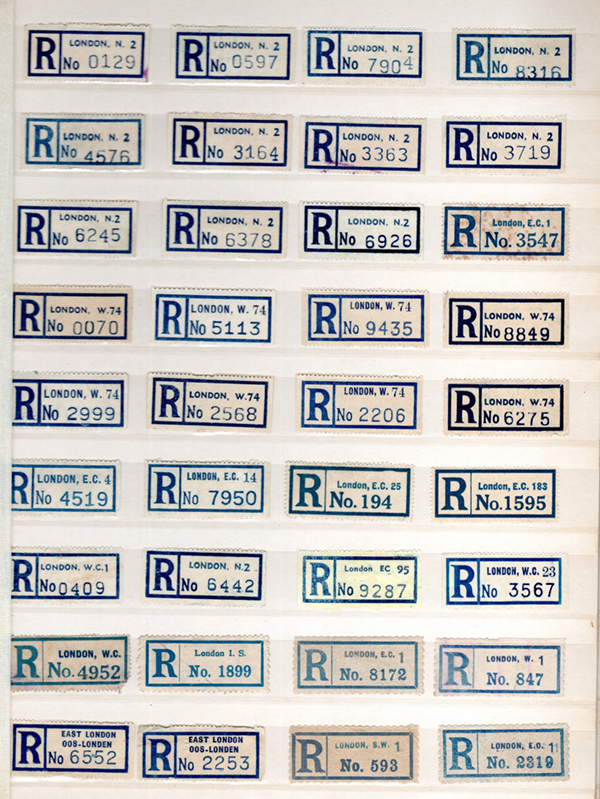 R LONDON, N. 2
No 0129
R LONDON, N. 2
No 0597
R LONDON, N. 2
No 7904
R LONDON, N. 2
No 8316
R LONDON, N. 2
No 4576
R LONDON, N. 2
No 3164
R LONDON, N. 2
No 3363
R LONDON, N. 2
No 3719
R LONDON, N.2
No 6245
R LONDON, N. 2
No 6378
R LONDON, N.2
No 6926
R London, E.C.1
No. 3547
R LONDON, W.74
No 0070
R LONDON, W. 74
No 5113
R LONDON, W. 74
No 9435
R LONDON, W.74
No 8849
R LONDON, W. 74
No 2999
R LONDON, W.74
No 2568
R LONDON, W. 74
No 2206
R LONDON, W.74
No 6275
R LONDON, E.C. 4
No 4519
R LONDON, E.C. 14
No 7950
R London, E.C. 25
No. 194
R London, E.C. 183
No. 1595
R LONDON, W.C.1
No 0409
R LONDON, N.2
No 6442
R London EC 95
No 9287
R LONDON, W.C. 23
No 3567
R LONDON, W.C.
No. 4952
R London I. S.
No. 1899
R LONDON, E.C. 1
No. 8172
R LONDON, W. 1
No. 847
R EAST LONDON
OOS-LONDEN
No 6552
R EAST LONDON
OOS-LONDEN
No 2253
R LONDON, S.W. 1
No. 593
R LONDON, E.C. 11
No. 2319